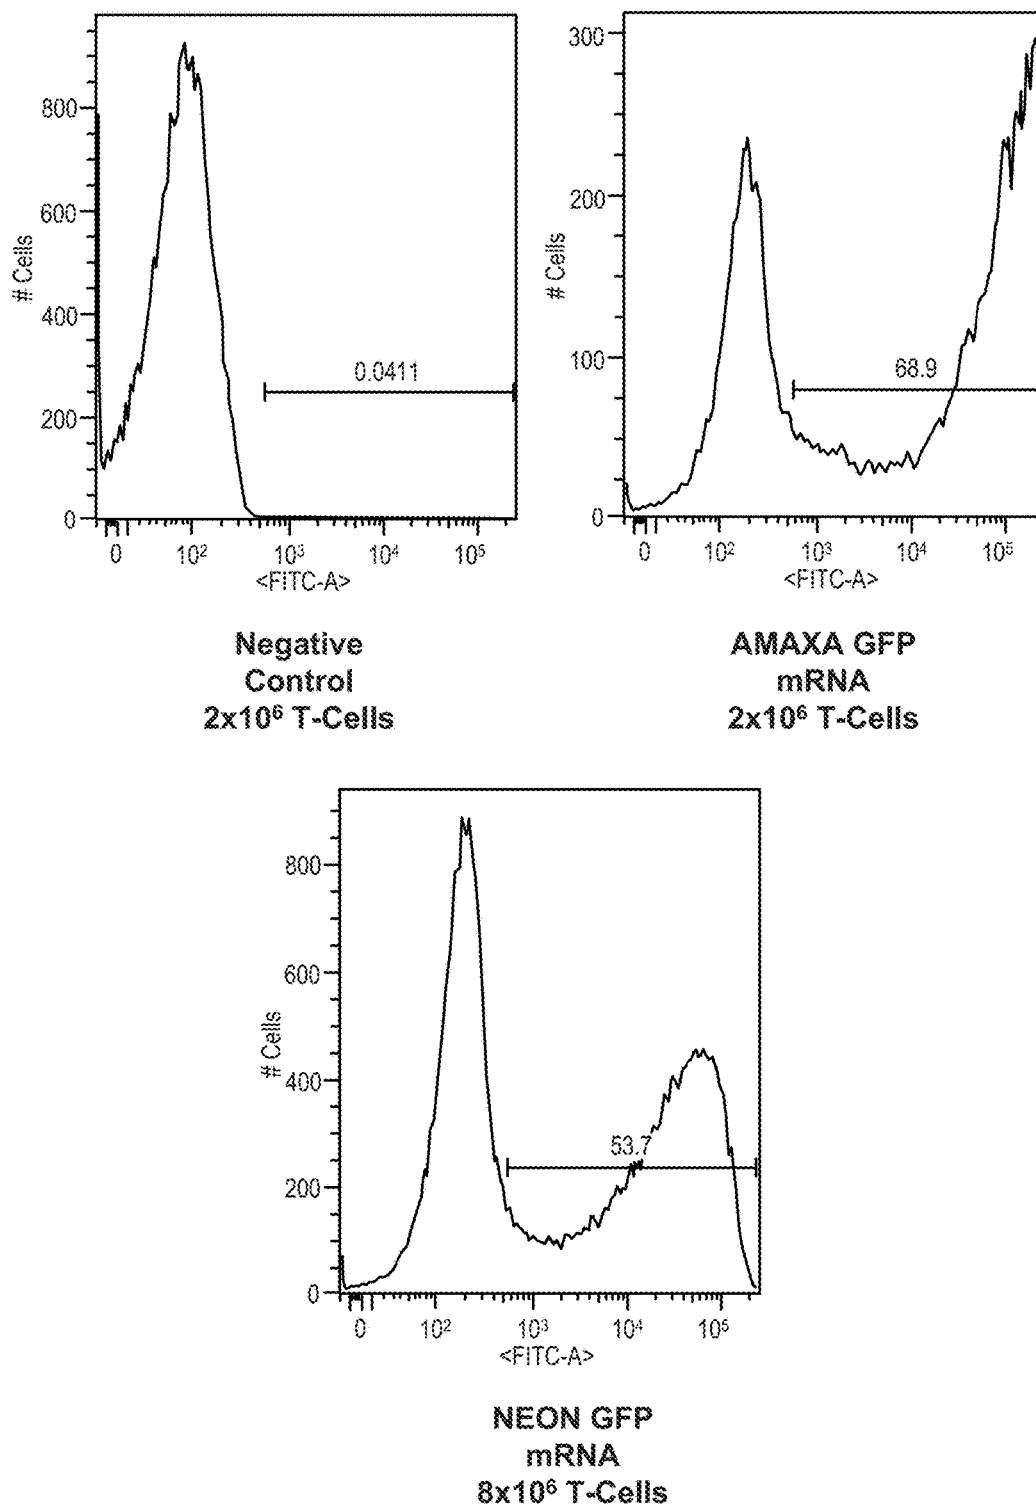 800
600
400
200
0
# Cells
0.0411
0 10² 10³ 10⁴ 10⁵
<FITC-A>
Negative
Control
2x10⁶ T-Cells
300
200
100
0
# Cells
68.9
0 10² 10³ 10⁴ 10⁵
<FITC-A>
AMAXA GFP
mRNA
2x10⁶ T-Cells
800
600
400
200
0
# Cells
53.7
0 10² 10³ 10⁴ 10⁵
<FITC-A>
NEON GFP
mRNA
8x10⁶ T-Cells